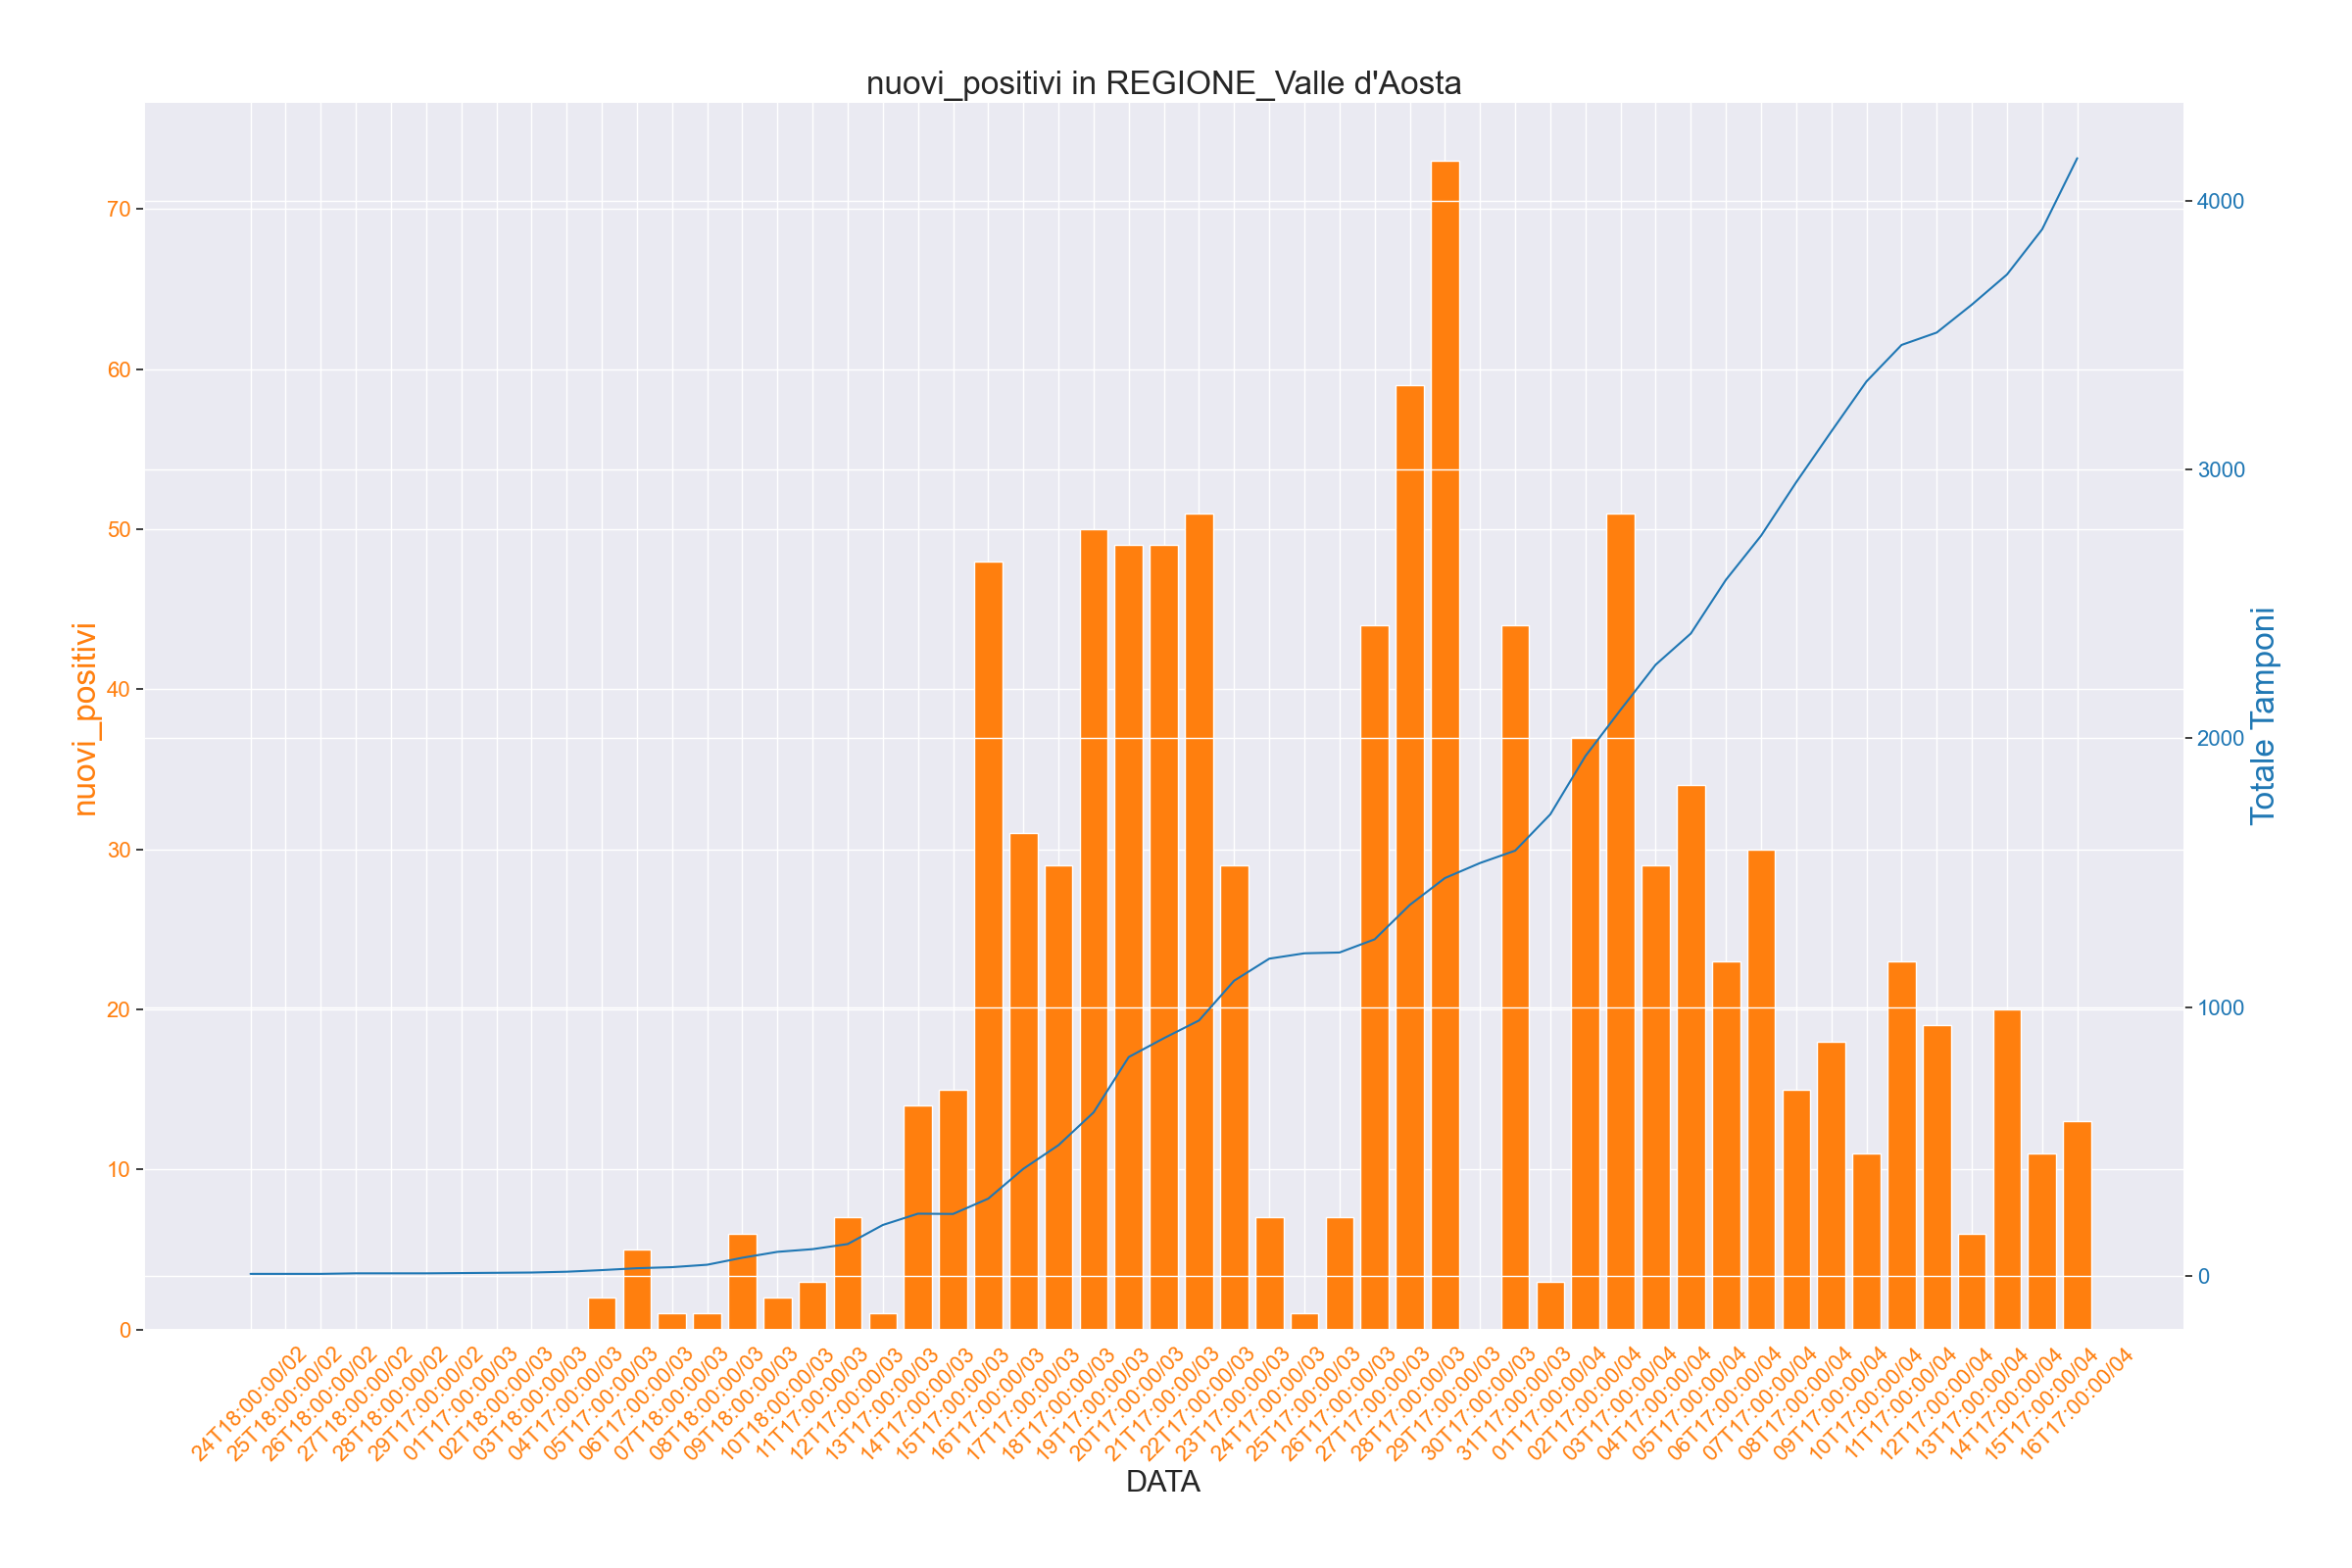 nuovi_positivi in REGIONE_Valle d'Aosta
nuovi_positivi
70
60
50
40
30
20
10
0
Totale Tamponi
4000
3000
2000
1000
0
24T18:00:00/02
25T18:00:00/02
26T18:00:00/02
27T18:00:00/02
28T18:00:00/02
29T17:00:00/02
01T17:00:00/03
02T18:00:00/03
03T18:00:00/03
04T17:00:00/03
05T17:00:00/03
06T17:00:00/03
07T18:00:00/03
08T18:00:00/03
09T18:00:00/03
10T18:00:00/03
11T17:00:00/03
12T17:00:00/03
13T17:00:00/03
14T17:00:00/03
15T17:00:00/03
16T17:00:00/03
17T17:00:00/03
18T17:00:00/03
19T17:00:00/03
20T17:00:00/03
21T17:00:00/03
22T17:00:00/03
23T17:00:00/03
24T17:00:00/03
25T17:00:00/03
26T17:00:00/03
27T17:00:00/03
28T17:00:00/03
29T17:00:00/03
30T17:00:00/03
31T17:00:00/03
01T17:00:00/04
02T17:00:00/04
03T17:00:00/04
04T17:00:00/04
05T17:00:00/04
06T17:00:00/04
07T17:00:00/04
08T17:00:00/04
09T17:00:00/04
10T17:00:00/04
11T17:00:00/04
12T17:00:00/04
13T17:00:00/04
14T17:00:00/04
15T17:00:00/04
16T17:00:00/04
DATA